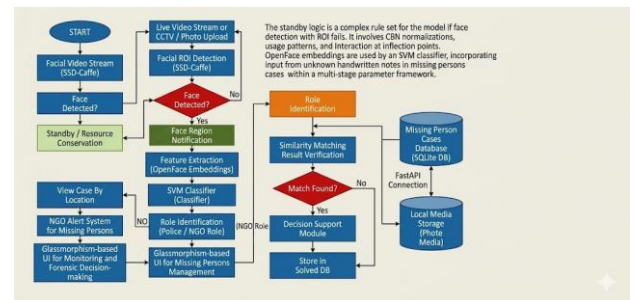 START
Facial Video Stream
(SSD-Caffe)
Face
Detected?
Standby / Resource
Conservation
View Case By
Location
NGO Alert System
for Missing Persons
Glassmorphism-based
UI for Monitoring and
Forensic Decision-
making
Live Video Stream or
CCTV / Photo Upload
Facial ROI Detection
(SSD-Caffe)
Face
Detected?
No
Yes
Face Region
Notification
Feature Extraction
(OpenFace Embeddings)
SVM Classifier
(Classifier)
NO
Role Identification
(Police / NGO Role)
(NGO Role
Glassmorphism-based
UI for Missing Persons
Management
The standby logic is a complex rule set for the model if face
detection with ROI fails. It involves CBN normalizations,
usage patterns, and Interaction at inflection points.
OpenFace embeddings are used by an SVM classifier, incorporating
input from unknown handwritten notes in missing persons
cases within a multi-stage parameter framework.
Role
Identification
Similarity Matching
Result Verification
Match Found?
No
Yes
Decision Support
Module
Store in
Solved DB
Missing Person
Cases
Database
(SQLite DB)
FastAPI
Connection
Local Media
Storage
(Phote
Media)